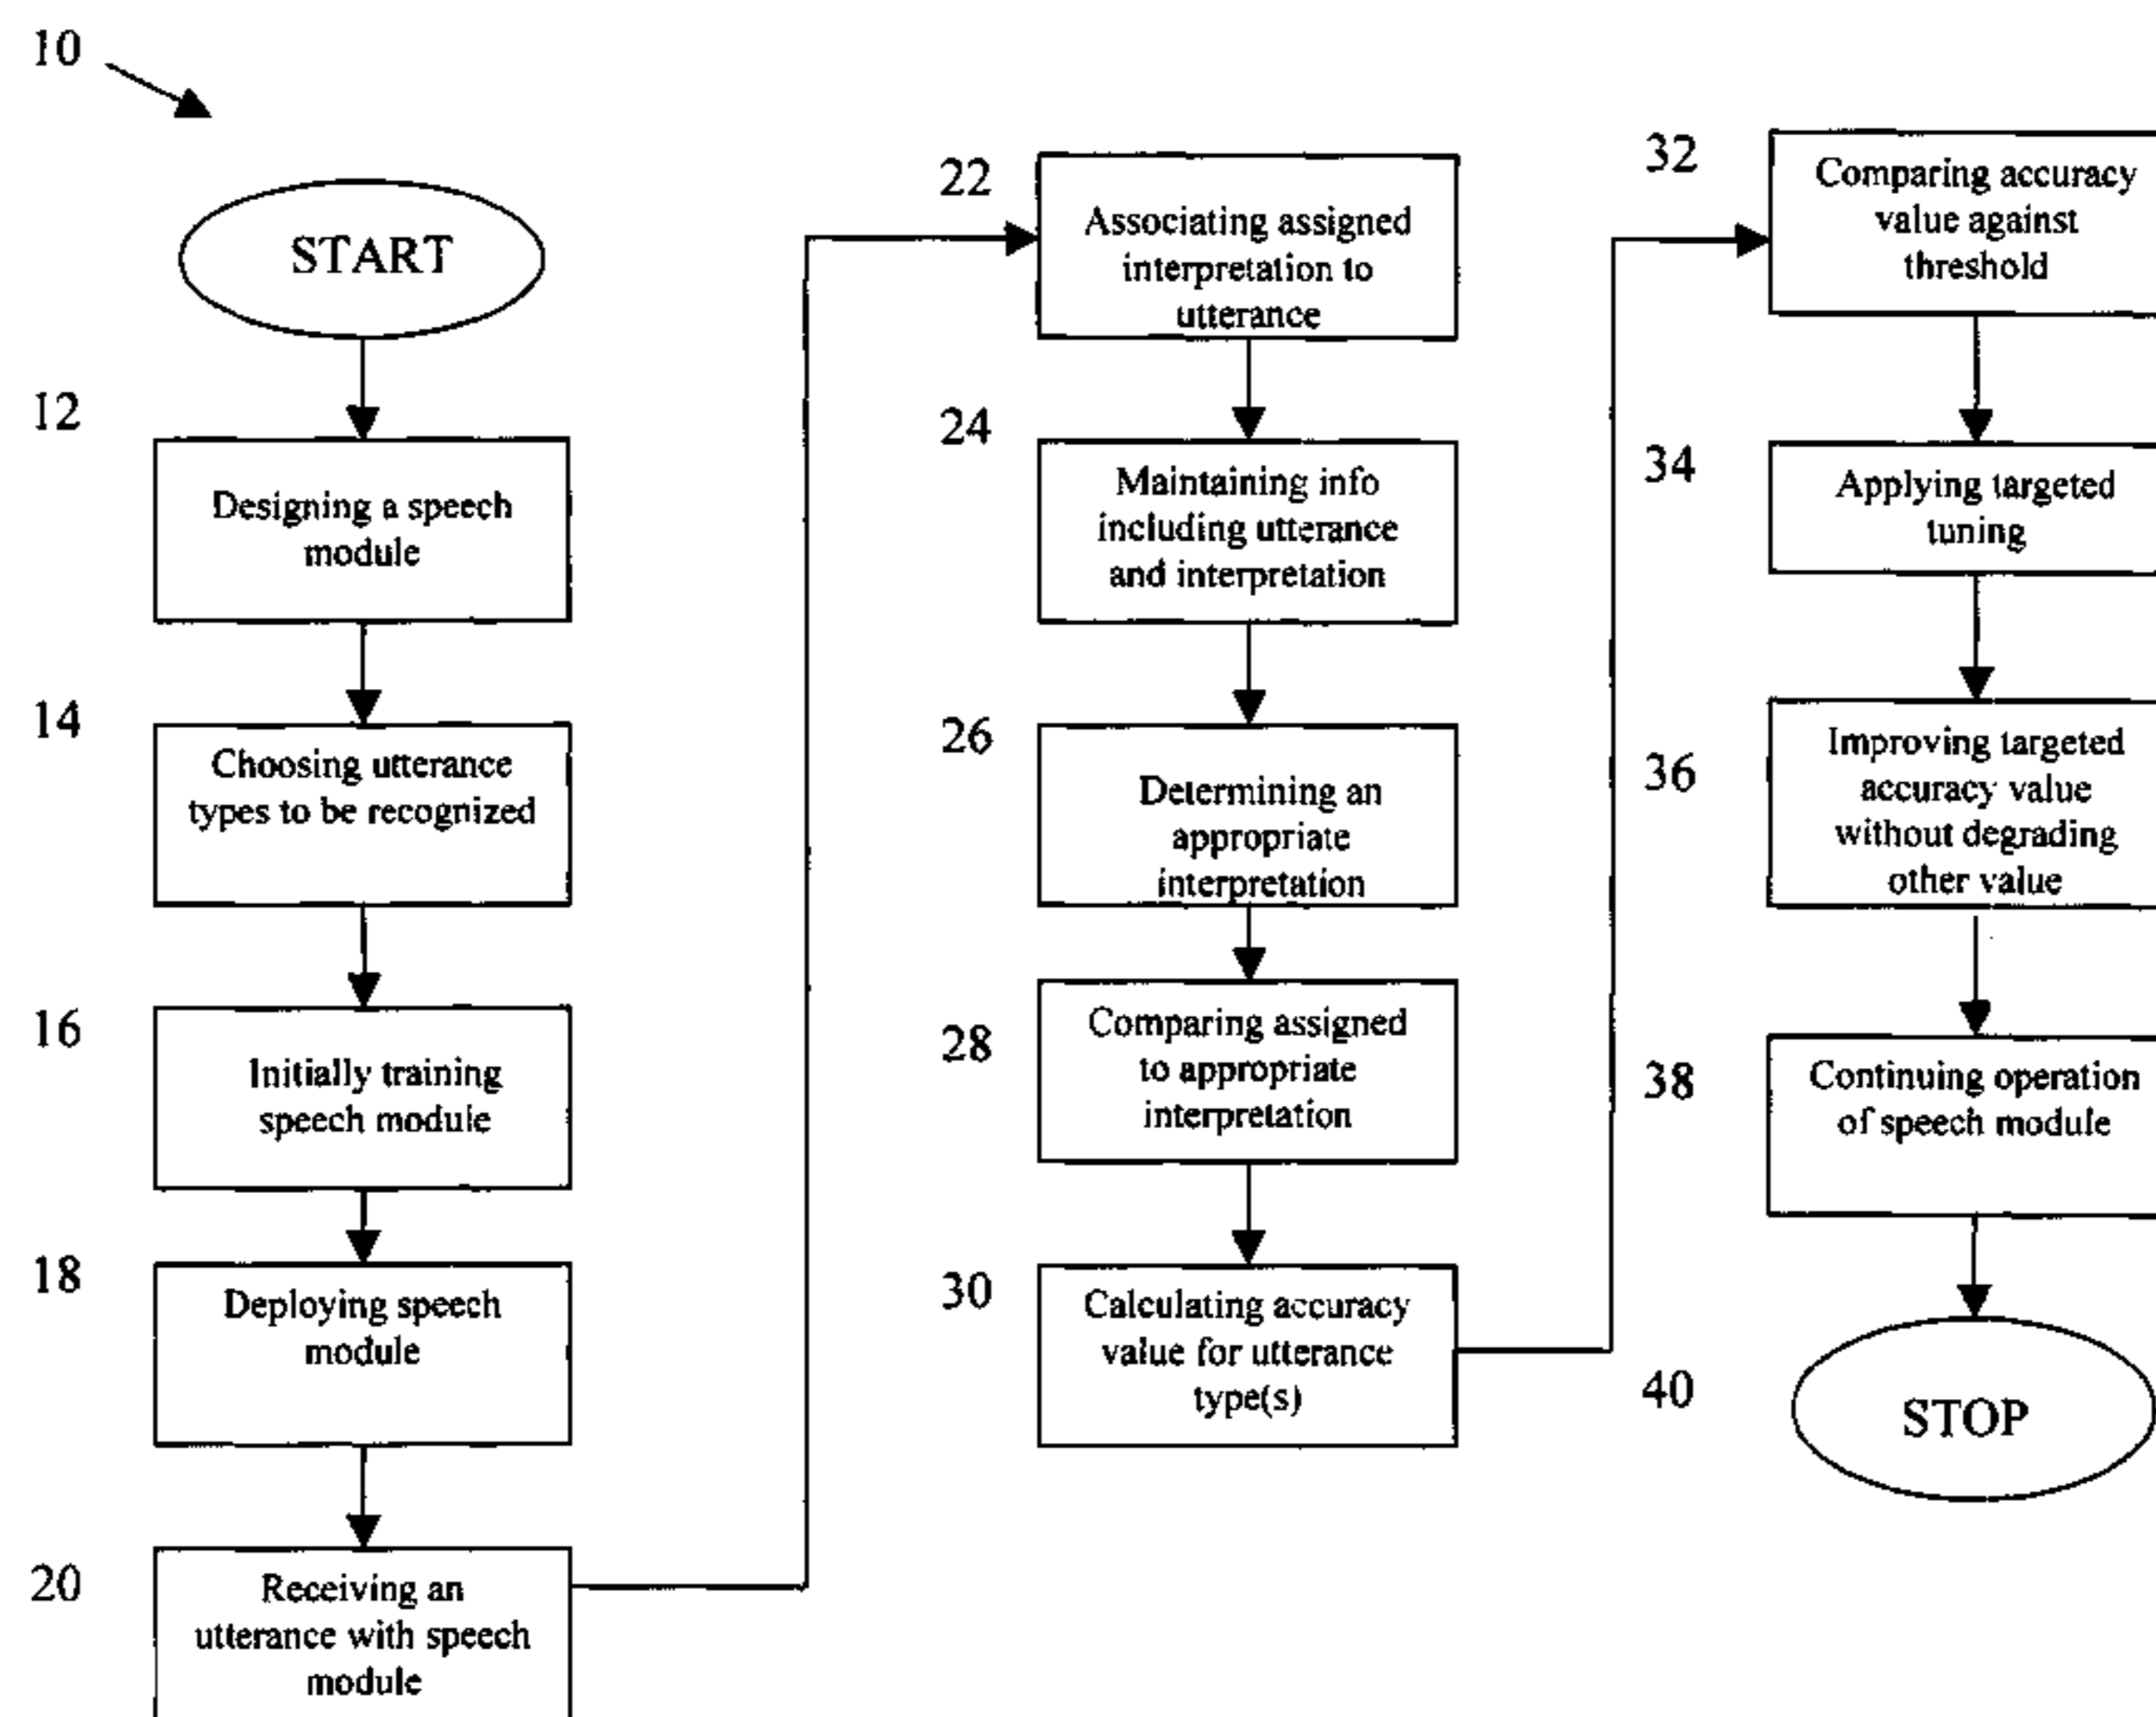 10
START
12
Designing a speech
module
14
Choosing utterance
types to be recognized
16
Initially training
speech module
18
Deploying speech
module
20
Receiving an
utterance with speech
module
22
Associating assigned
interpretation to
utterance
24
Maintaining info
including utterance
and interpretation
26
Determining an
appropriate
interpretation
28
Comparing assigned
to appropriate
interpretation
30
Calculating accuracy
value for utterance
type(s)
32
Comparing accuracy
value against
threshold
34
Applying targeted
tuning
36
Improving targeted
accuracy value
without degrading
other value
38
Continuing operation
of speech module
40
STOP